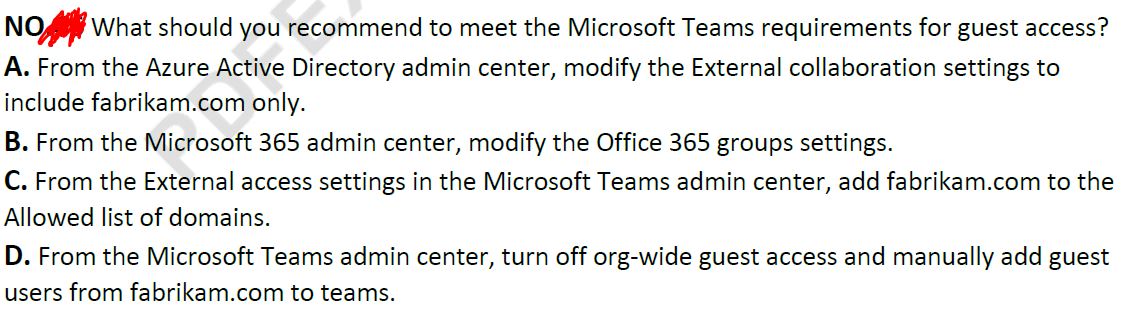 NO What should you recommend to meet the Microsoft Teams requirements for guest access?
A. From the Azure Active Directory admin center, modify the External collaboration settings to
include fabrikam.com only.
B. From the Microsoft 365 admin center, modify the Office 365 groups settings.
C. From the External access settings in the Microsoft Teams admin center, add fabrikam.com to the
Allowed list of domains.
D. From the Microsoft Teams admin center, turn off org-wide guest access and manually add guest
users from fabrikam.com to teams.